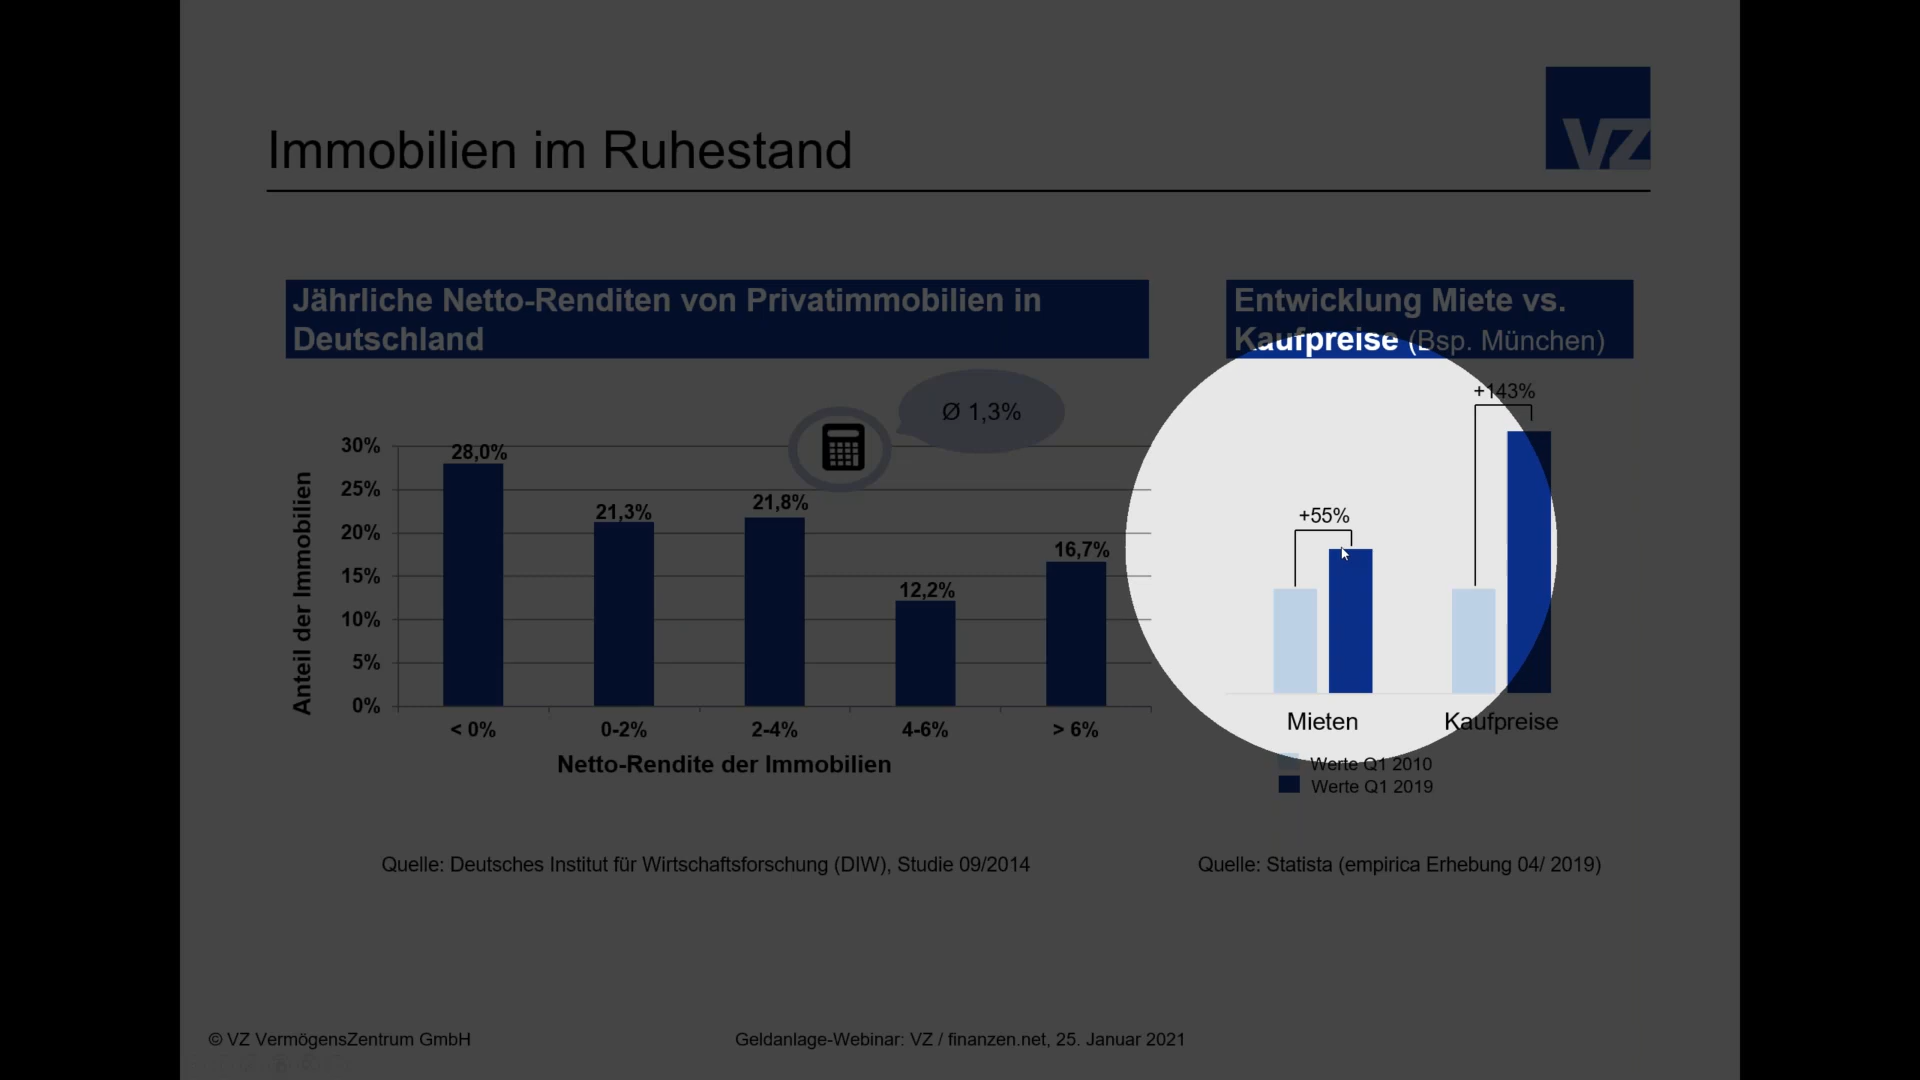 VZ
Immobilien im Ruhestand
Jährliche Netto-Renditen von Privatimmobilien in
Deutschland
Ø 1,3%
30%
25%
20%
15%
10%
5%
0%
Anteil der Immobilien
28,0%
21,3%
21,8%
12,2%
16,7%
< 0%
0-2%
2-4%
4-6%
> 6%
Netto-Rendite der Immobilien
Quelle: Deutsches Institut für Wirtschaftsforschung (DIW), Studie 09/2014
Entwicklung Miete vs.
Kaufpreise (Bsp. München)
+55%
+143%
Mieten
Kaufpreise
Werte Q1 2010
Werte Q1 2019
Quelle: Statista (empirica Erhebung 04/ 2019)
© VZ VermögensZentrum GmbH
Geldanlage-Webinar: VZ / finanzen.net, 25. Januar 2021